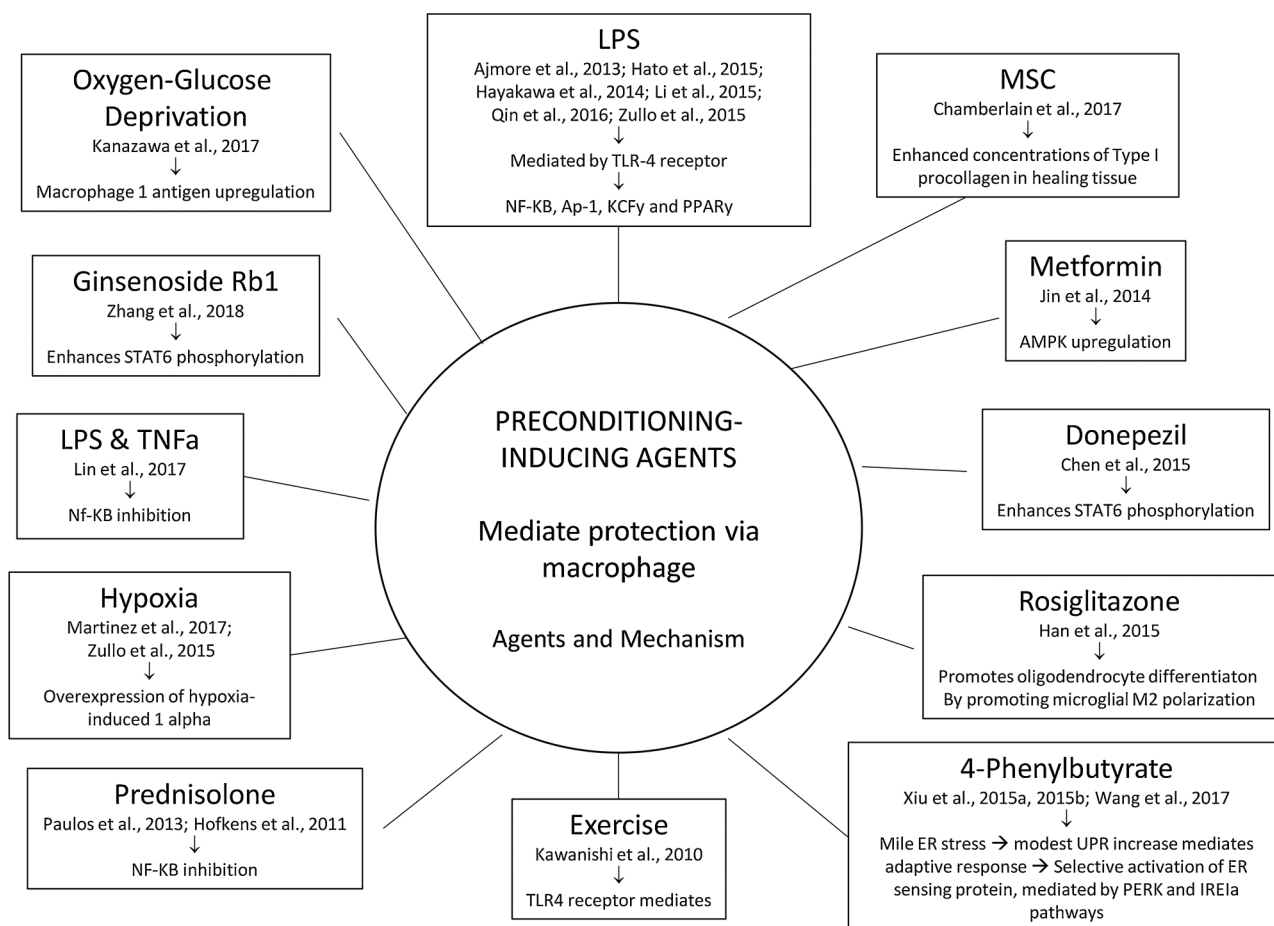 Oxygen-Glucose
Deprivation
Kanazawa et al., 2017
↓
Macrophage 1 antigen upregulation
LPS
Ajmore et al., 2013; Hato et al., 2015;
Hayakawa et al., 2014; Li et al., 2015;
Qin et al., 2016; Zullo et al., 2015
↓
Mediated by TLR-4 receptor
↓
NF-KB, Ap-1, KCFy and PPARy
MSC
Chamberlain et al., 2017
↓
Enhanced concentrations of Type I
procollagen in healing tissue
Ginsenoside Rb1
Zhang et al., 2018
↓
Enhances STAT6 phosphorylation
Metformin
Jin et al., 2014
↓
AMPK upregulation
LPS & TNFa
Lin et al., 2017
↓
Nf-KB inhibition
PRECONDITIONING-
INDUCING AGENTS
Mediate protection via
macrophage
Agents and Mechanism
Donepezil
Chen et al., 2015
↓
Enhances STAT6 phosphorylation
Hypoxia
Martinez et al., 2017;
Zullo et al., 2015
↓
Overexpression of hypoxia-
induced 1 alpha
Rosiglitazone
Han et al., 2015
↓
Promotes oligodendrocyte differentiaton
By promoting microglial M2 polarization
Prednisolone
Paulos et al., 2013; Hofkens et al., 2011
↓
NF-KB inhibition
Exercise
Kawanishi et al., 2010
↓
TLR4 receptor mediates
4-Phenylbutyrate
Xiu et al., 2015a, 2015b; Wang et al., 2017
↓
Mile ER stress → modest UPR increase mediates
adaptive response → Selective activation of ER
sensing protein, mediated by PERK and IREIa
pathways